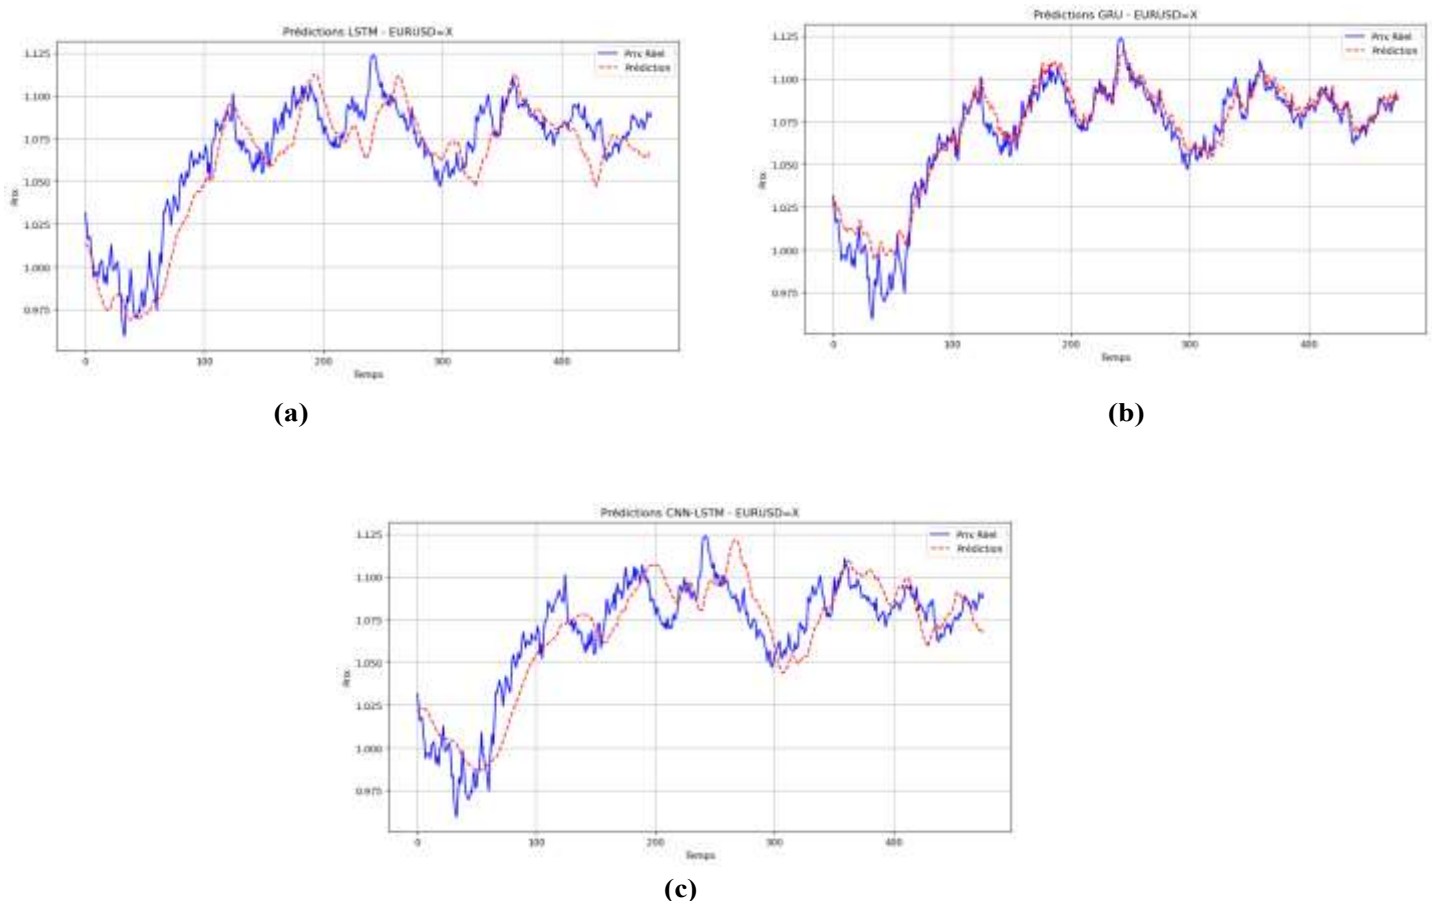 Prédictions LSTM - EURUSD=X
Prix Réel
Prédiction
1.125
1.100
1.075
1.050
1.025
1.000
0.975
Prix
0 100 200 300 400
Temps
(a)
Prédictions GRU - EURUSD=X
Prix Réel
Prédiction
1.125
1.100
1.075
1.050
1.025
1.000
0.975
Prix
0 100 200 300 400
Temps
(b)
Prédictions CNN-LSTM - EURUSD=X
Prix Réel
Prédiction
1.125
1.100
1.075
1.050
1.025
1.000
0.975
Prix
0 100 200 300 400
Temps
(c)